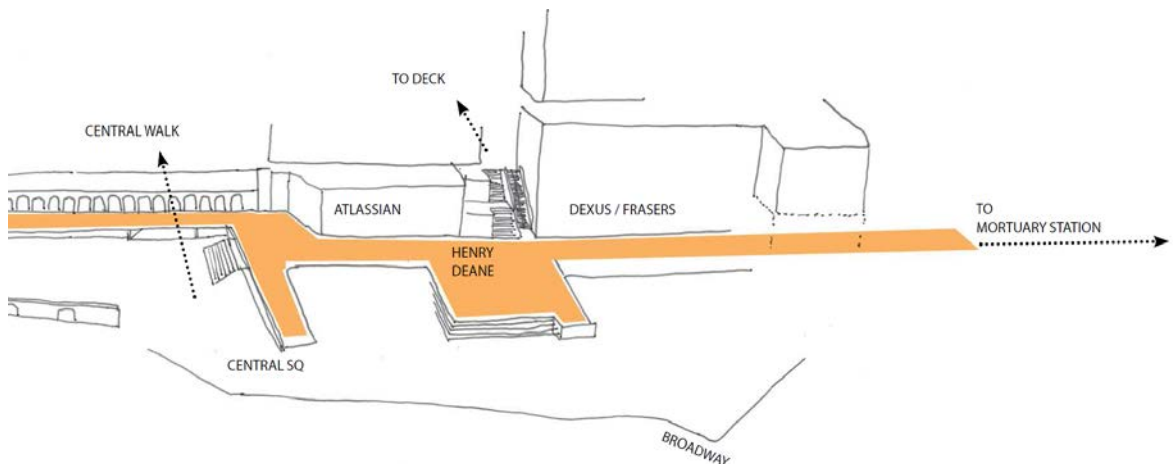 TO DECK
CENTRAL WALK
ATLASSIAN
DEXUS / FRASERS
TO
MORTUARY STATION
HENRY
DEANE
CENTRAL SQ
BROADWAY